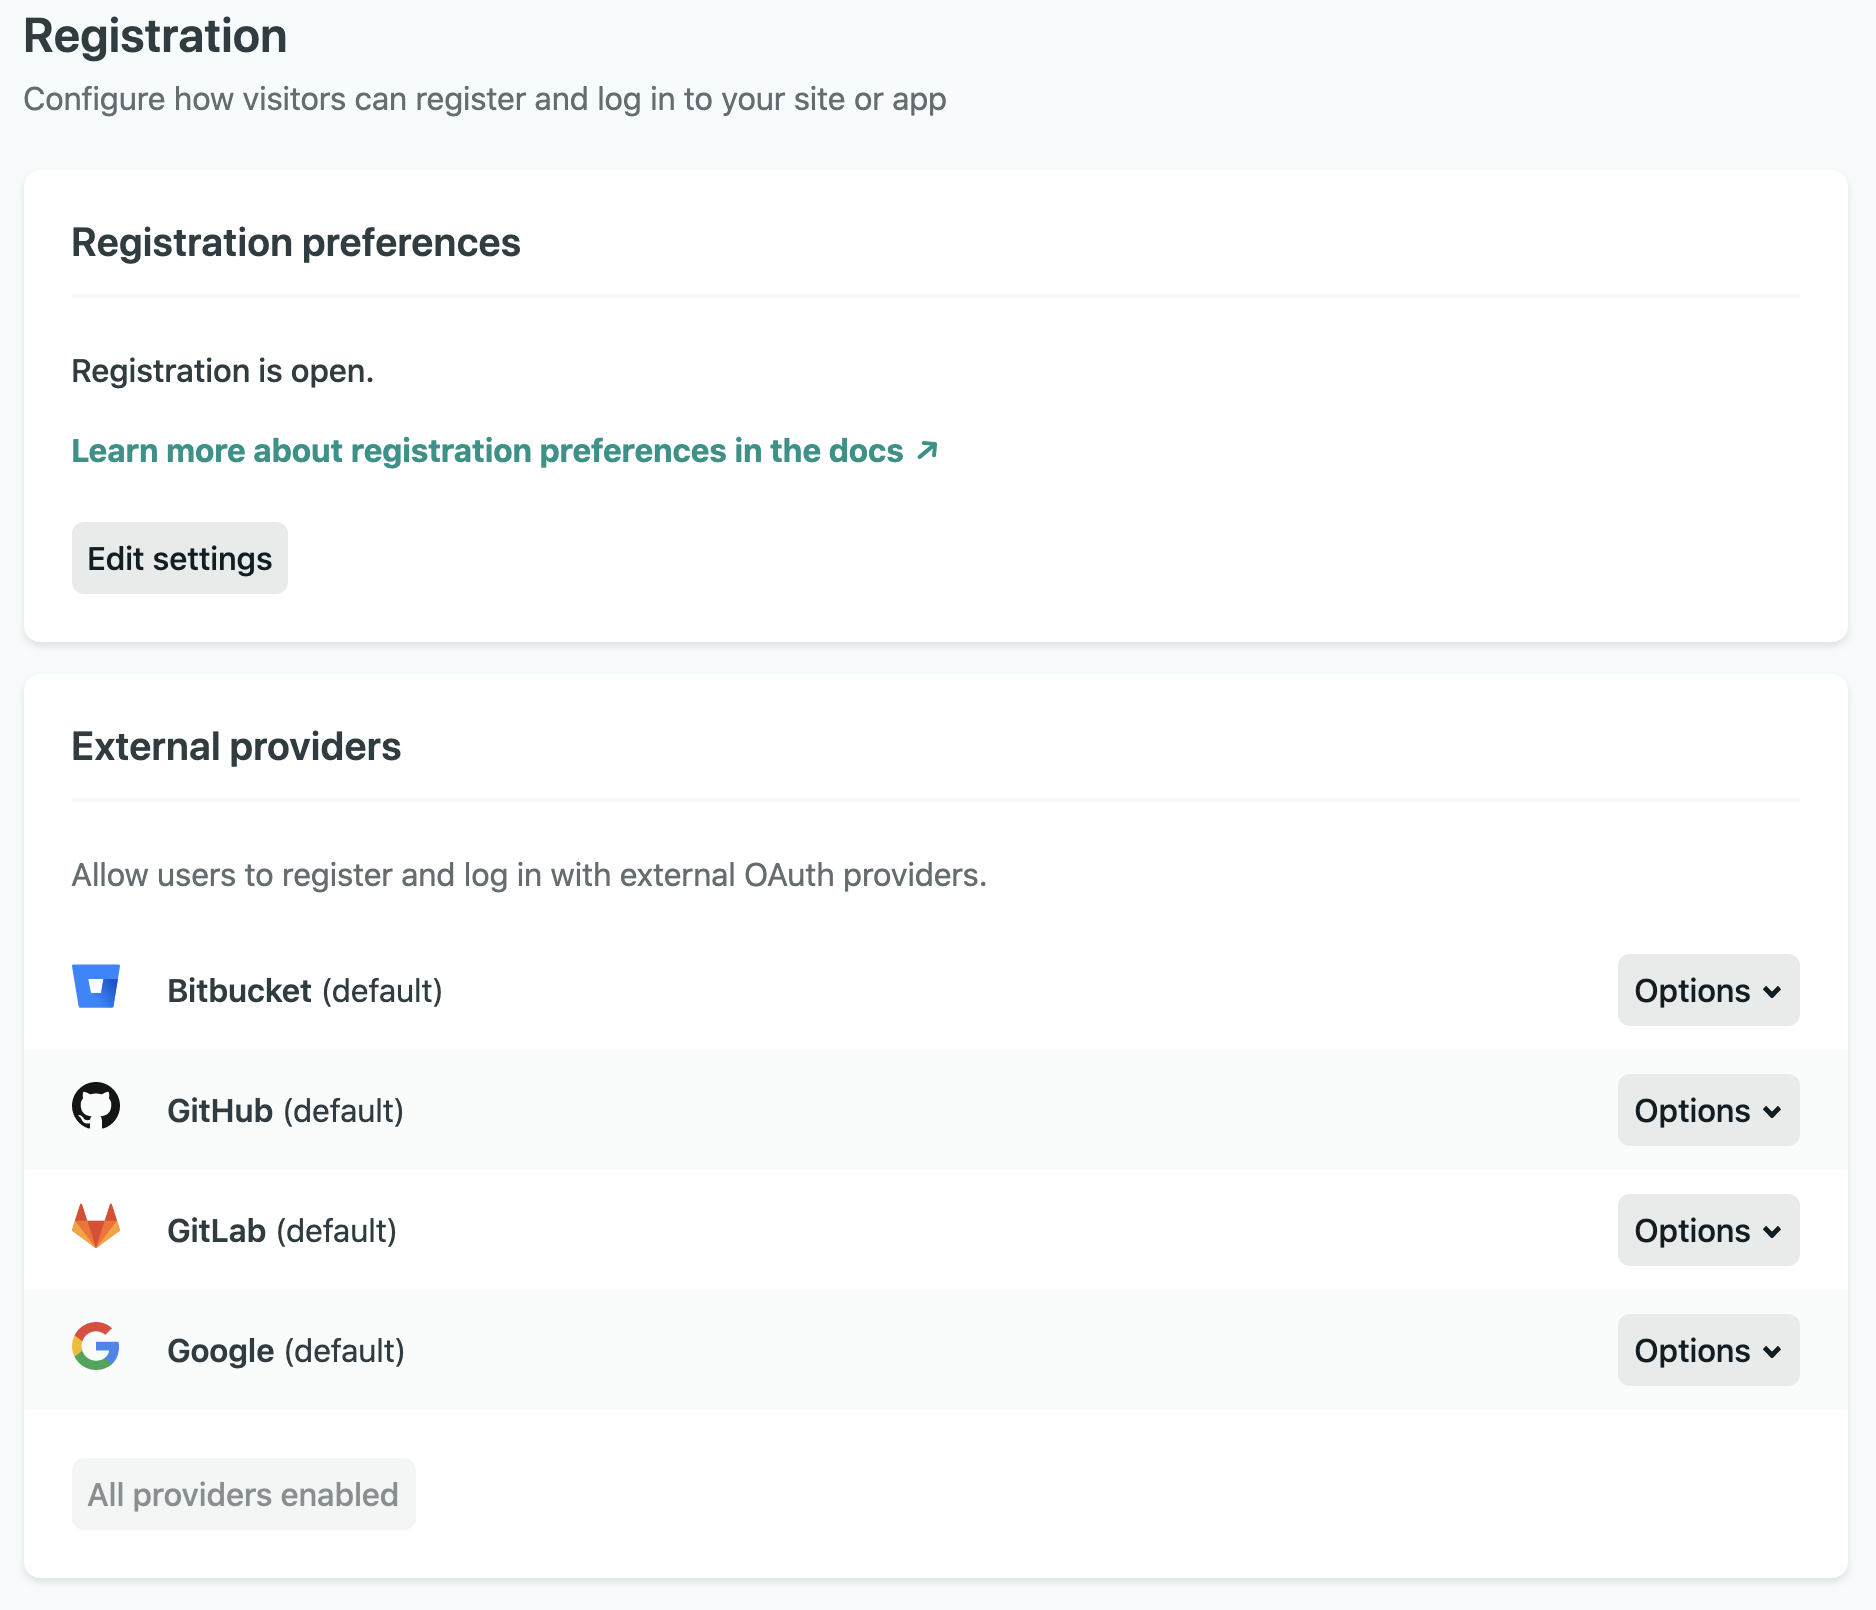 Registration
Configure how visitors can register and log in to your site or app
Registration preferences
Registration is open.
Learn more about registration preferences in the docs ↗
Edit settings
External providers
Allow users to register and log in with external OAuth providers.
Bitbucket (default) Options
GitHub (default) Options
GitLab (default) Options
Google (default) Options
All providers enabled